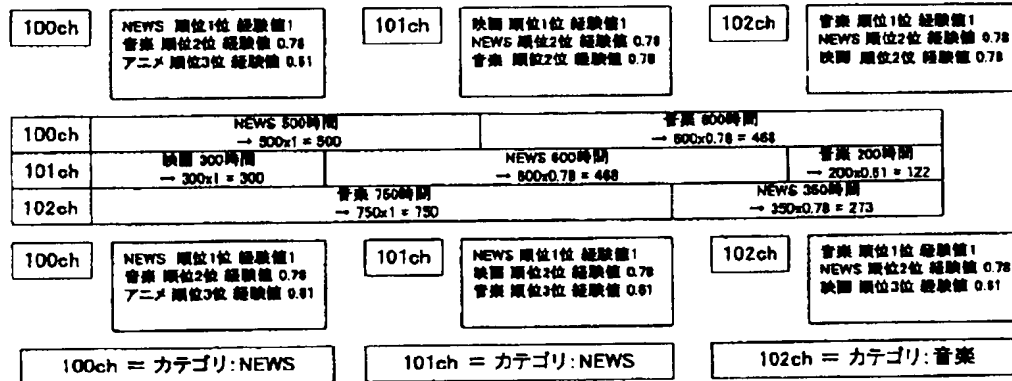 100ch
NEWS 順位1位 経験値1
音楽 順位2位 経験値 0.78
アニメ 順位3位 経験値 0.61
101ch
映画 順位1位 経験値1
NEWS 順位2位 経験値 0.78
音楽 順位2位 経験値 0.78
102ch
音楽 順位1位 経験値1
NEWS 順位2位 経験値 0.78
映画 順位2位 経験値 0.78
100ch
NEWS 500時間
→ 500x1 = 500
音楽 600時間
→ 600x0.78 = 468
101ch
映画 300時間
→ 300x1 = 300
NEWS 600時間
→ 600x0.78 = 468
音楽 200時間
→ 200x0.61 = 122
102ch
音楽 750時間
→ 750x1 = 750
NEWS 350時間
→ 350x0.78 = 273
100ch
NEWS 順位1位 経験値1
音楽 順位2位 経験値 0.78
アニメ 順位3位 経験値 0.61
101ch
NEWS 順位1位 経験値1
映画 順位2位 経験値 0.78
音楽 順位3位 経験値 0.61
102ch
音楽 順位1位 経験値1
NEWS 順位2位 経験値 0.78
映画 順位3位 経験値 0.61
100ch = カテゴリ:NEWS
101ch = カテゴリ:NEWS
102ch = カテゴリ:音楽